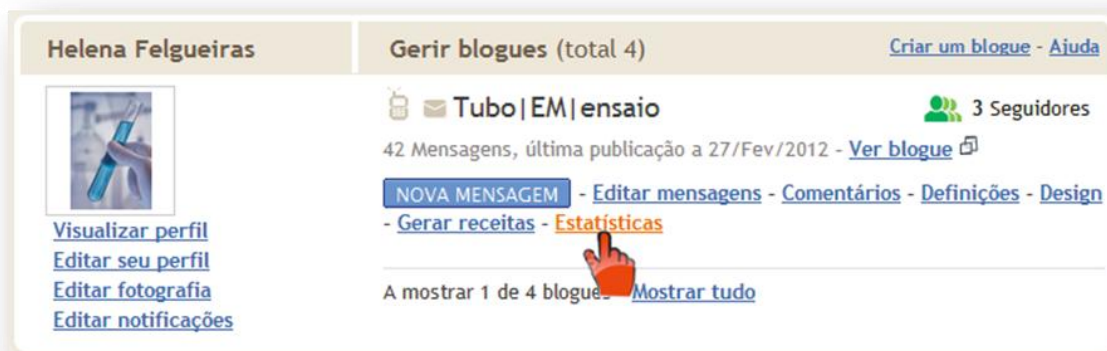 Helena Felgueiras
Visualizar perfil
Editar seu perfil
Editar fotografia
Editar notificações
Gerir blogues (total 4)
Criar um blogue - Ajuda
Tubo|EM|ensaio
3 Seguidores
42 Mensagens, última publicação a 27/Fev/2012 - Ver blogue
NOVA MENSAGEM - Editar mensagens - Comentários - Definições - Design
- Gerar receitas - Estatísticas
A mostrar 1 de 4 blogues Mostrar tudo